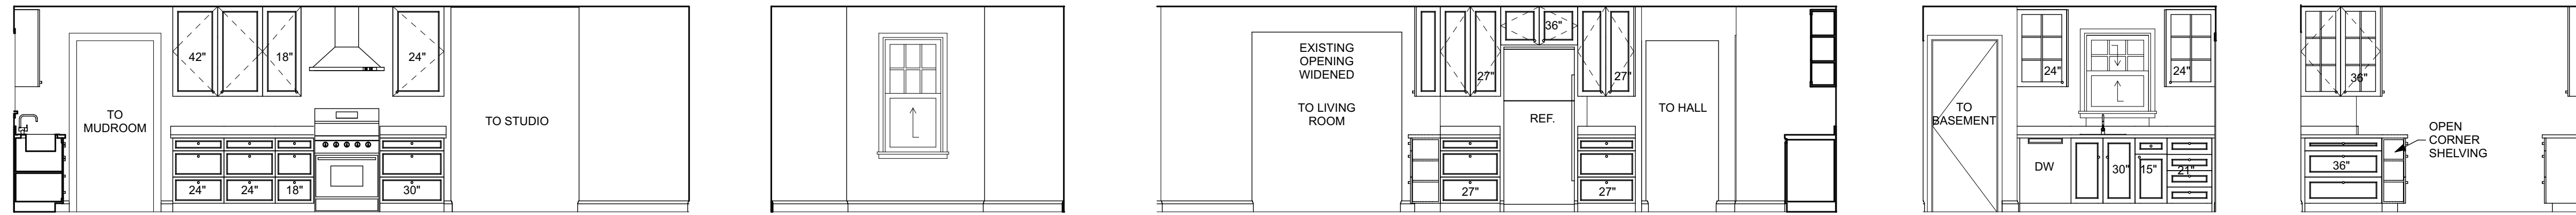 42"
18"
24"
TO
MUDROOM
TO STUDIO
24"
24"
18"
30"
36"
EXISTING
OPENING
WIDENED
27"
27"
TO LIVING
ROOM
REF.
TO HALL
27"
27"
24"
24"
TO
BASEMENT
DW
30"
15"
21"
36"
OPEN
CORNER
SHELVING
36"